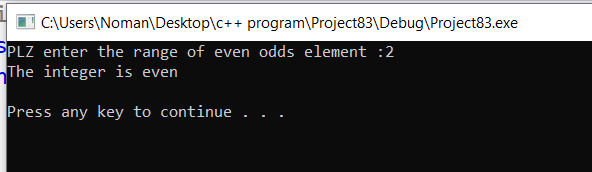 C:\Users\Noman\Desktop\c++ program\Project83\Debug\Project83.exe
PLZ enter the range of even odds element :2
The integer is even
Press any key to continue . . .